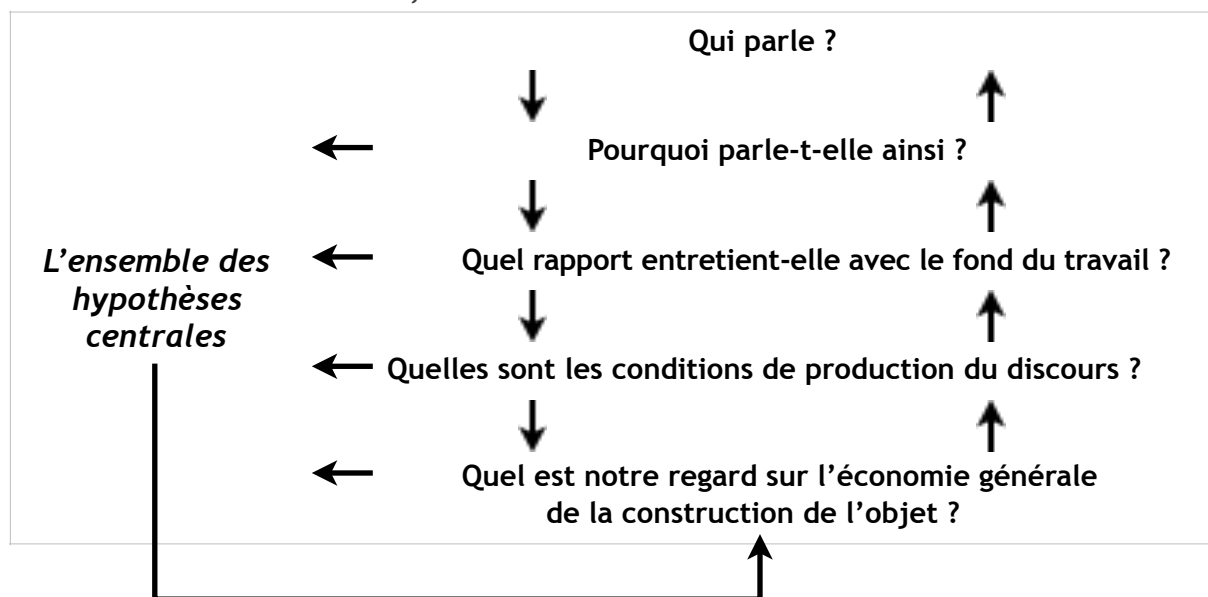 Qui parle ?
Pourquoi parle-t-elle ainsi ?
L’ensemble des
hypothèses
centrales
Quel rapport entretient-elle avec le fond du travail ?
Quelles sont les conditions de production du discours ?
Quel est notre regard sur l’économie générale
de la construction de l’objet ?